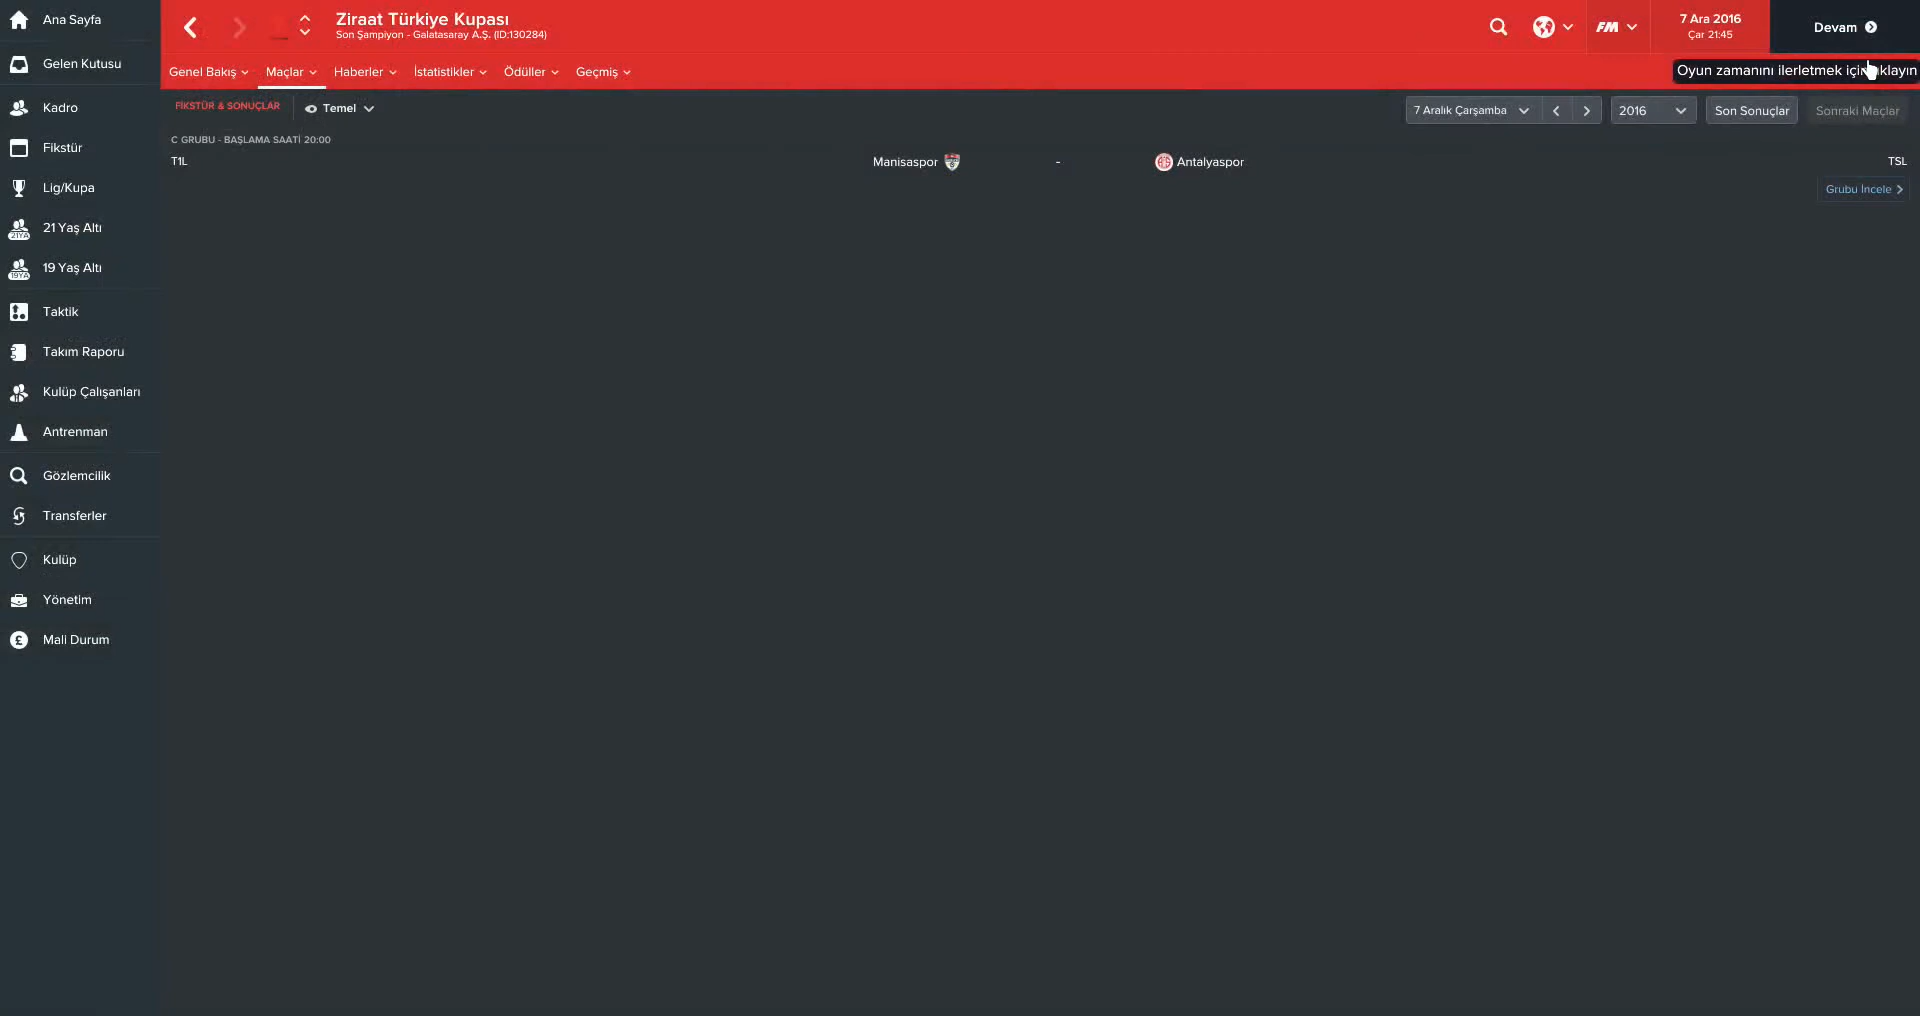 Ana Sayfa
Gelen Kutusu
Kadro
Fikstür
Lig/Kupa
21 Yaş Altı
19 Yaş Altı
Taktik
Takım Raporu
Kulüp Çalışanları
Antrenman
Gözlemcilik
Transferler
Kulüp
Yönetim
Mali Durum
Ziraat Türkiye Kupası
Son Şampiyon - Galatasaray A.Ş. (ID:130284)
FM
7 Ara 2016
Çar 21:45
Devam
Genel Bakış Maçlar Haberler İstatistikler Ödüller Geçmiş
Oyun zamanını ilerletmek için
FİKSTÜR & SONUÇLAR Temel
7 Aralık Çarşamba 2016 Son Sonuçlar Sonraki Maçlar
C GRUBU - BAŞLAMA SAATİ 20:00
T1L Manisaspor - Antalyaspor TSL
Grubu İncele